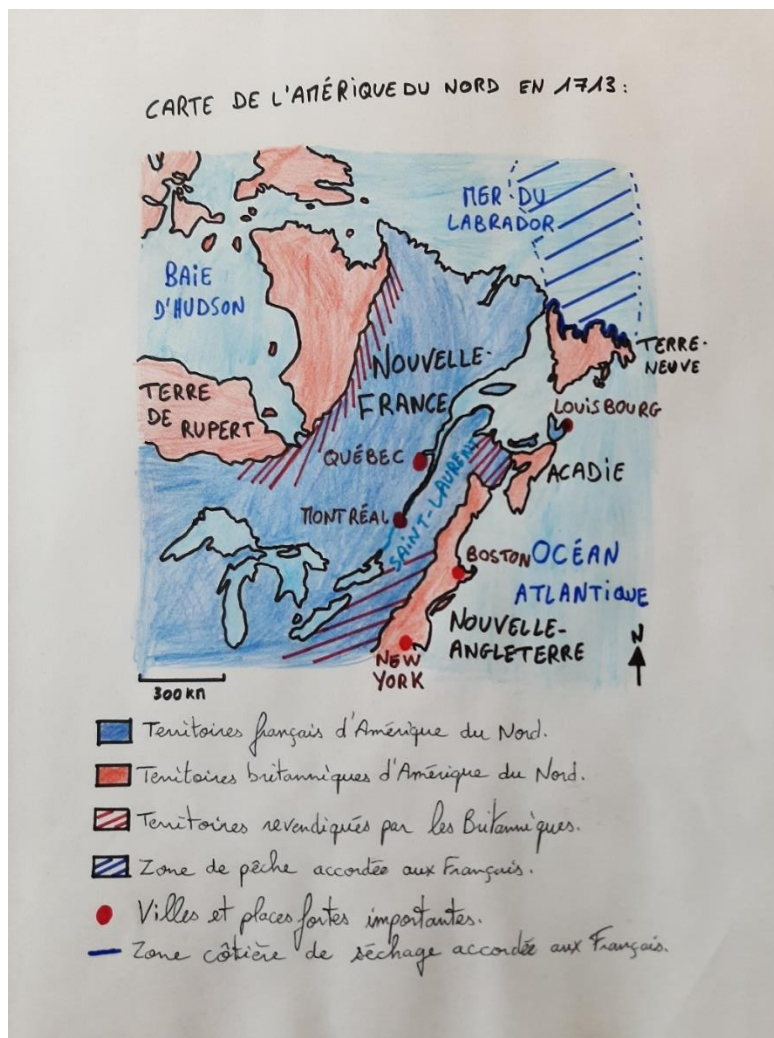 CARTE DE L'AMÉRIQUE DU NORD EN 1713 :
MER DU
LABRADOR
BAIE
D'HUDSON
TERRE-
NEUVE
NOUVELLE-
FRANCE
TERRE
DE RUPERT
LOUISBOURG
QUÉBEC
ACADIE
SAINT-LAURENT
MONTRÉAL
BOSTON
OCÉAN
ATLANTIQUE
NOUVELLE-
ANGLETERRE
N
NEW
YORK
300 km
Territoires français d'Amérique du Nord.
Territoires britanniques d'Amérique du Nord.
Territoires revendiqués par les Britanniques.
Zone de pêche accordée aux Français.
Villes et places fortes importantes.
Zone côtière de séchage accordée aux Français.